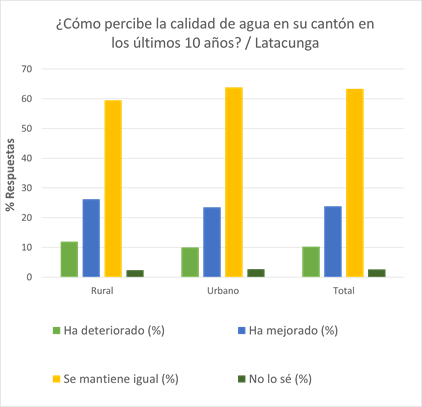 ¿Cómo percibe la calidad de agua en su cantón en
los últimos 10 años? / Latacunga
% Respuestas
70
60
50
40
30
20
10
0
Rural
Urbano
Total
Ha deteriorado (%)
Ha mejorado (%)
Se mantiene igual (%)
No lo sé (%)